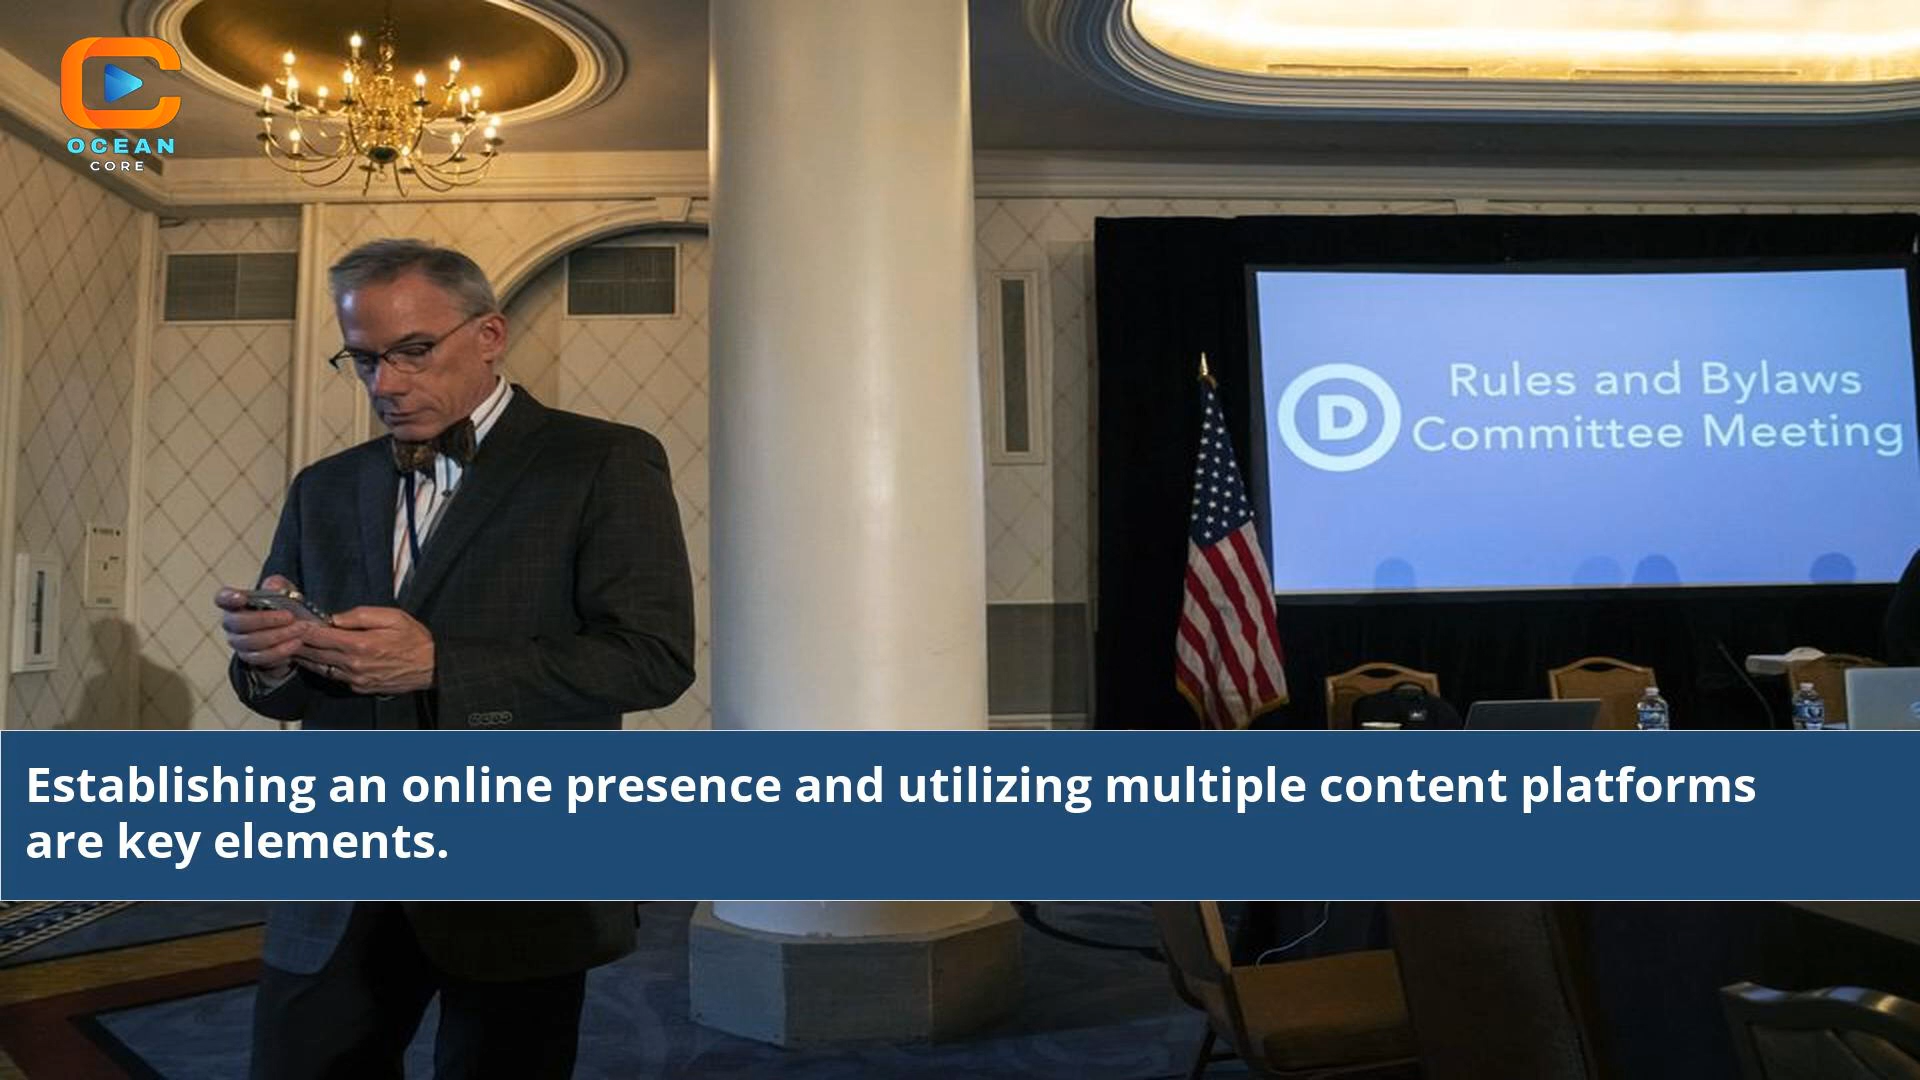 OCEAN
CORE
D
Rules and Bylaws
Committee Meeting
Establishing an online presence and utilizing multiple content platforms
are key elements.